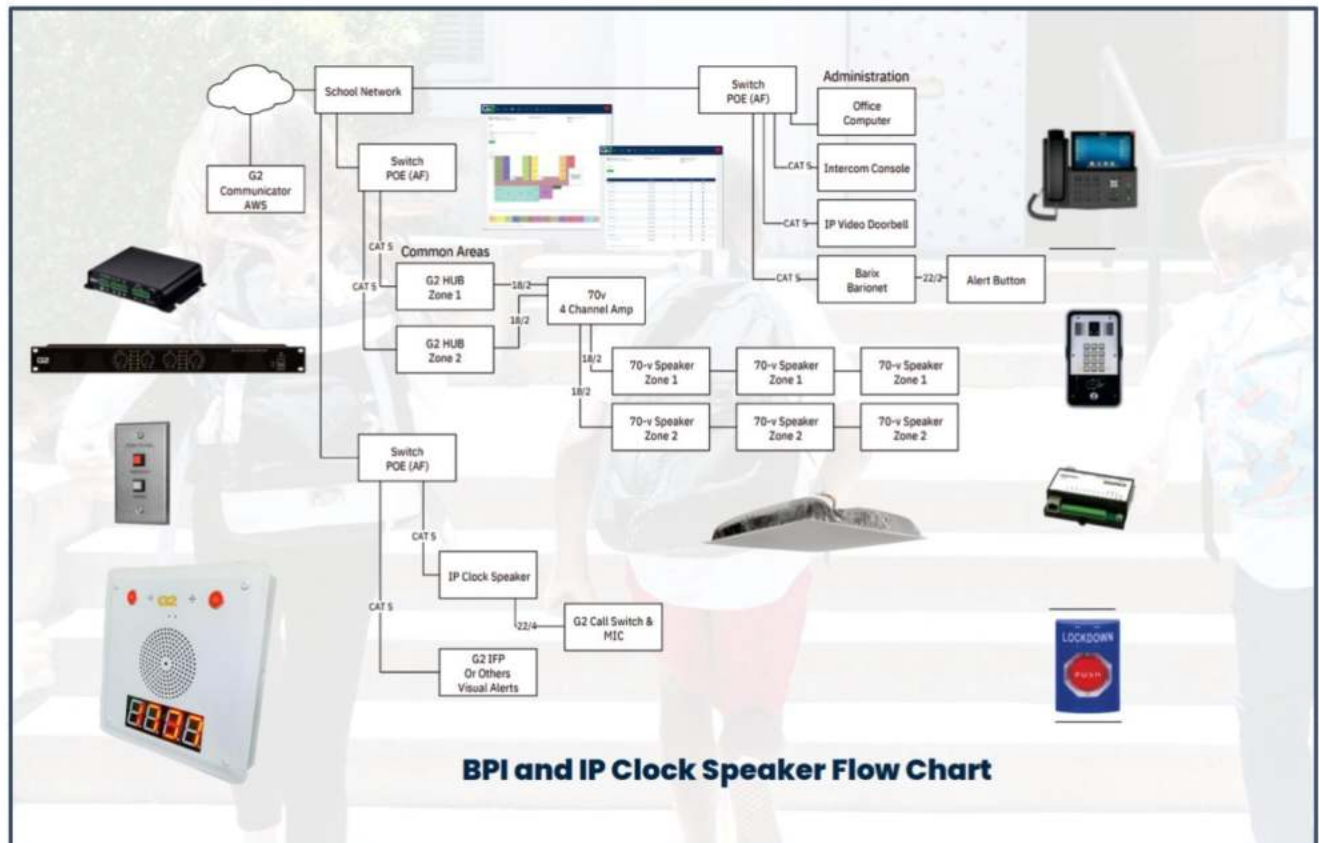 School Network
Switch
POE (AF)
Administration
Office
Computer
G2
Communicator
AWS
Switch
POE (AF)
CAT 5
Intercom Console
CAT 5
IP Video Doorbell
CAT 5
Common Areas
CAT 5
G2 HUB
Zone 1
18/2
70v
4 Channel Amp
CAT 5
Barix
Barionet
22/2
Alert Button
CAT 5
18/2
G2 HUB
Zone 2
18/2
70-v Speaker
Zone 1
70-v Speaker
Zone 1
70-v Speaker
Zone 1
18/2
70-v Speaker
Zone 2
70-v Speaker
Zone 2
70-v Speaker
Zone 2
Switch
POE (AF)
CAT 5
IP Clock Speaker
CAT 5
22/4
G2 Call Switch &
MIC
G2 IFP
Or Others
Visual Alerts
G2
LOCKDOWN
PUSH
BPI and IP Clock Speaker Flow Chart